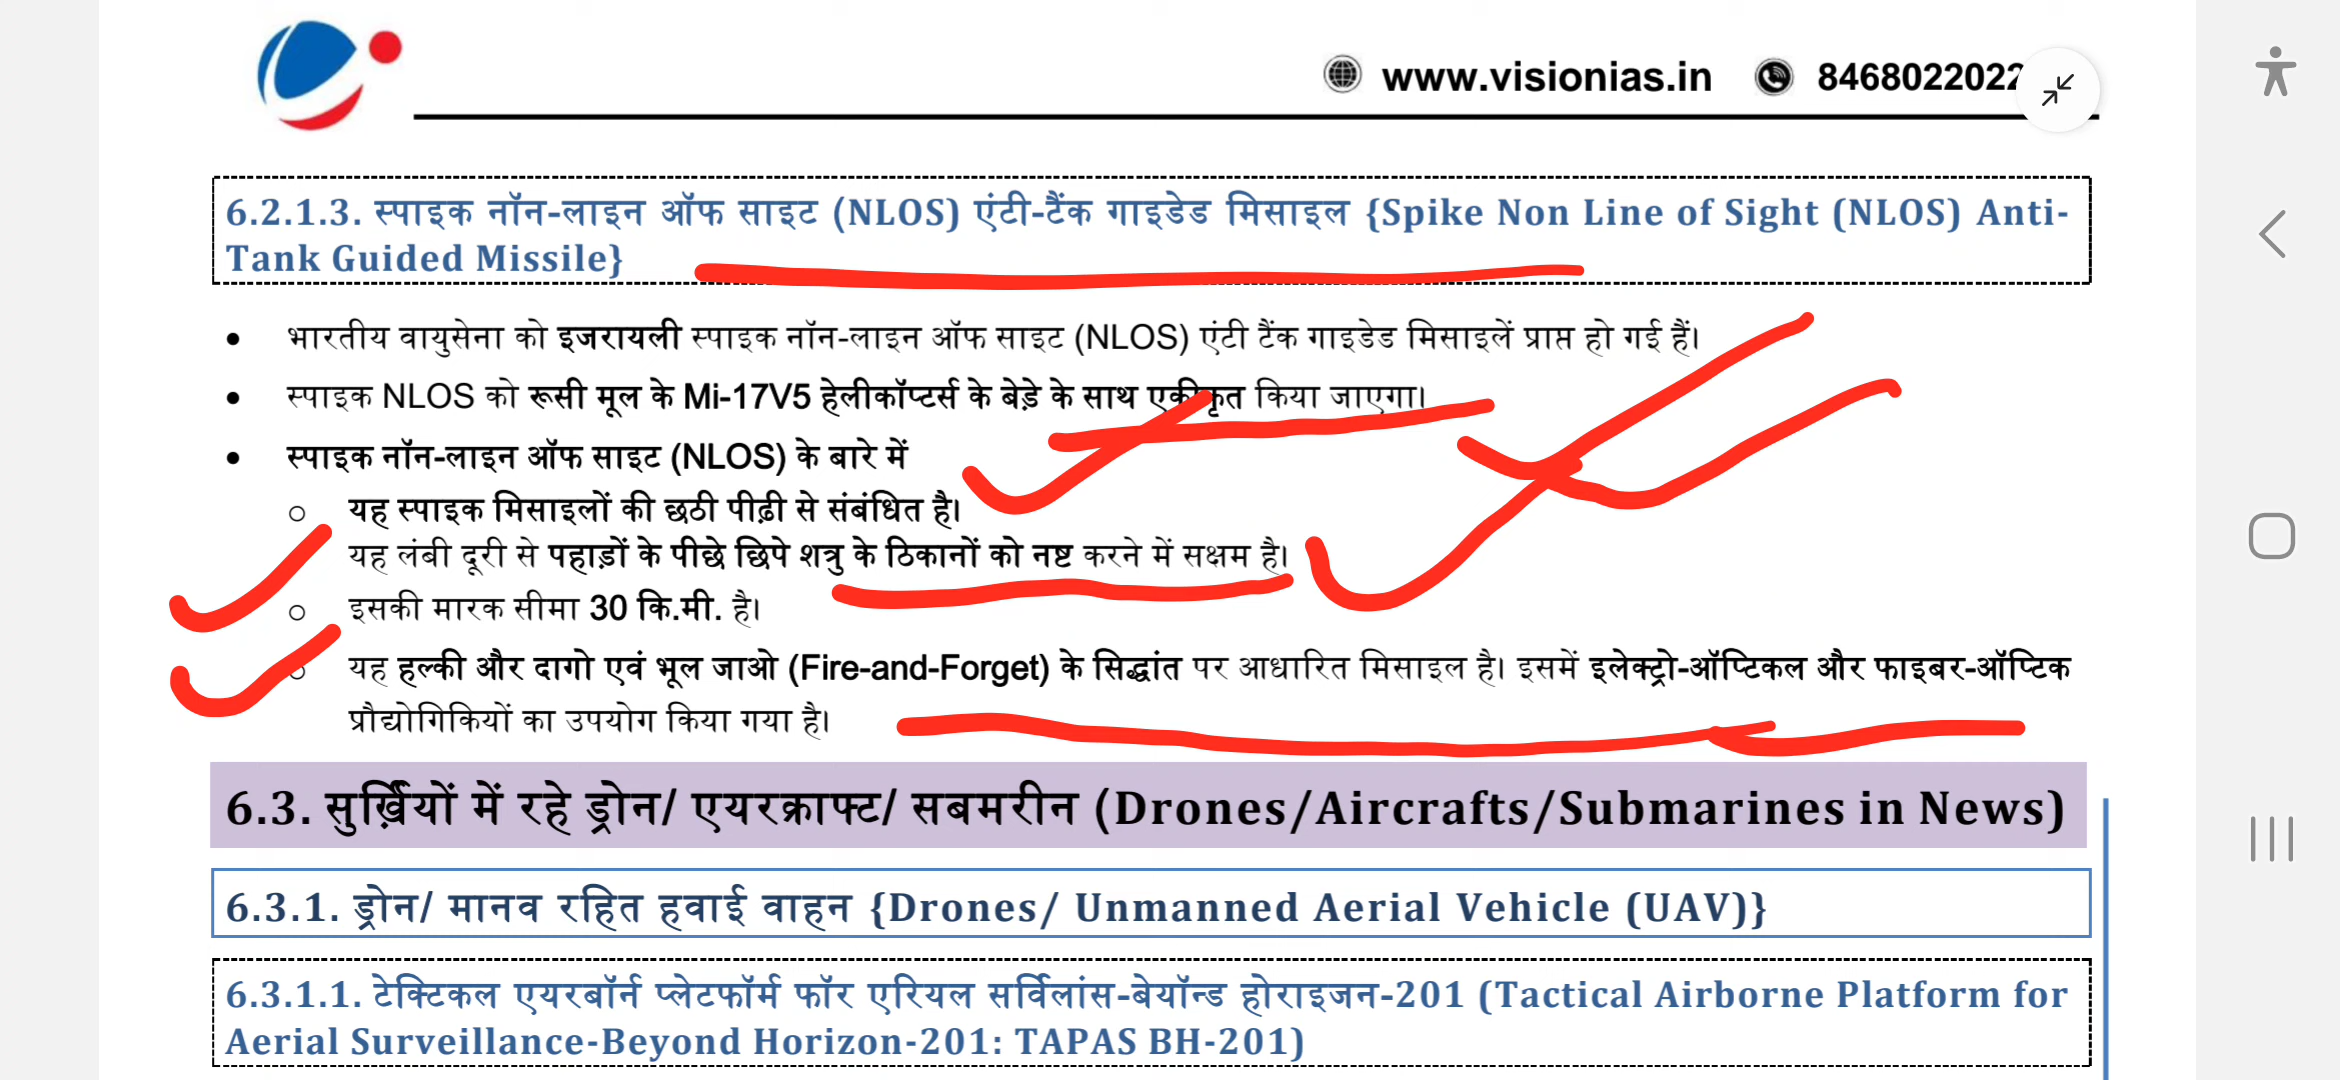 www.visionias.in 8468022022
6.2.1.3. स्पाइक नॉन-लाइन ऑफ साइट (NLOS) एंटी-टैंक गाइडेड मिसाइल {Spike Non Line of Sight (NLOS) Anti-
Tank Guided Missile}
• भारतीय वायुसेना को इजरायली स्पाइक नॉन-लाइन ऑफ साइट (NLOS) एंटी टैंक गाइडेड मिसाइलें प्राप्त हो गई हैं।
• स्पाइक NLOS को रूसी मूल के Mi-17V5 हेलीकॉप्टर्स के बेड़े के साथ एकीकृत किया जाएगा।
• स्पाइक नॉन-लाइन ऑफ साइट (NLOS) के बारे में
○ यह स्पाइक मिसाइलों की छठी पीढ़ी से संबंधित है।
यह लंबी दूरी से पहाड़ों के पीछे छिपे शत्रु के ठिकानों को नष्ट करने में सक्षम है।
○ इसकी मारक सीमा 30 कि.मी. है।
○ यह हल्की और दागो एवं भूल जाओ (Fire-and-Forget) के सिद्धांत पर आधारित मिसाइल है। इसमें इलेक्ट्रो-ऑप्टिकल और फाइबर-ऑप्टिक
प्रौद्योगिकियों का उपयोग किया गया है।
6.3. सुर्ख़ियों में रहे ड्रोन/ एयरक्राफ्ट/ सबमरीन (Drones/Aircrafts/Submarines in News)
6.3.1. ड्रोन/ मानव रहित हवाई वाहन {Drones/ Unmanned Aerial Vehicle (UAV)}
6.3.1.1. टेक्टिकल एयरबॉर्न प्लेटफॉर्म फॉर एरियल सर्विलांस-बेयॉन्ड होराइजन-201 (Tactical Airborne Platform for
Aerial Surveillance-Beyond Horizon-201: TAPAS BH-201)